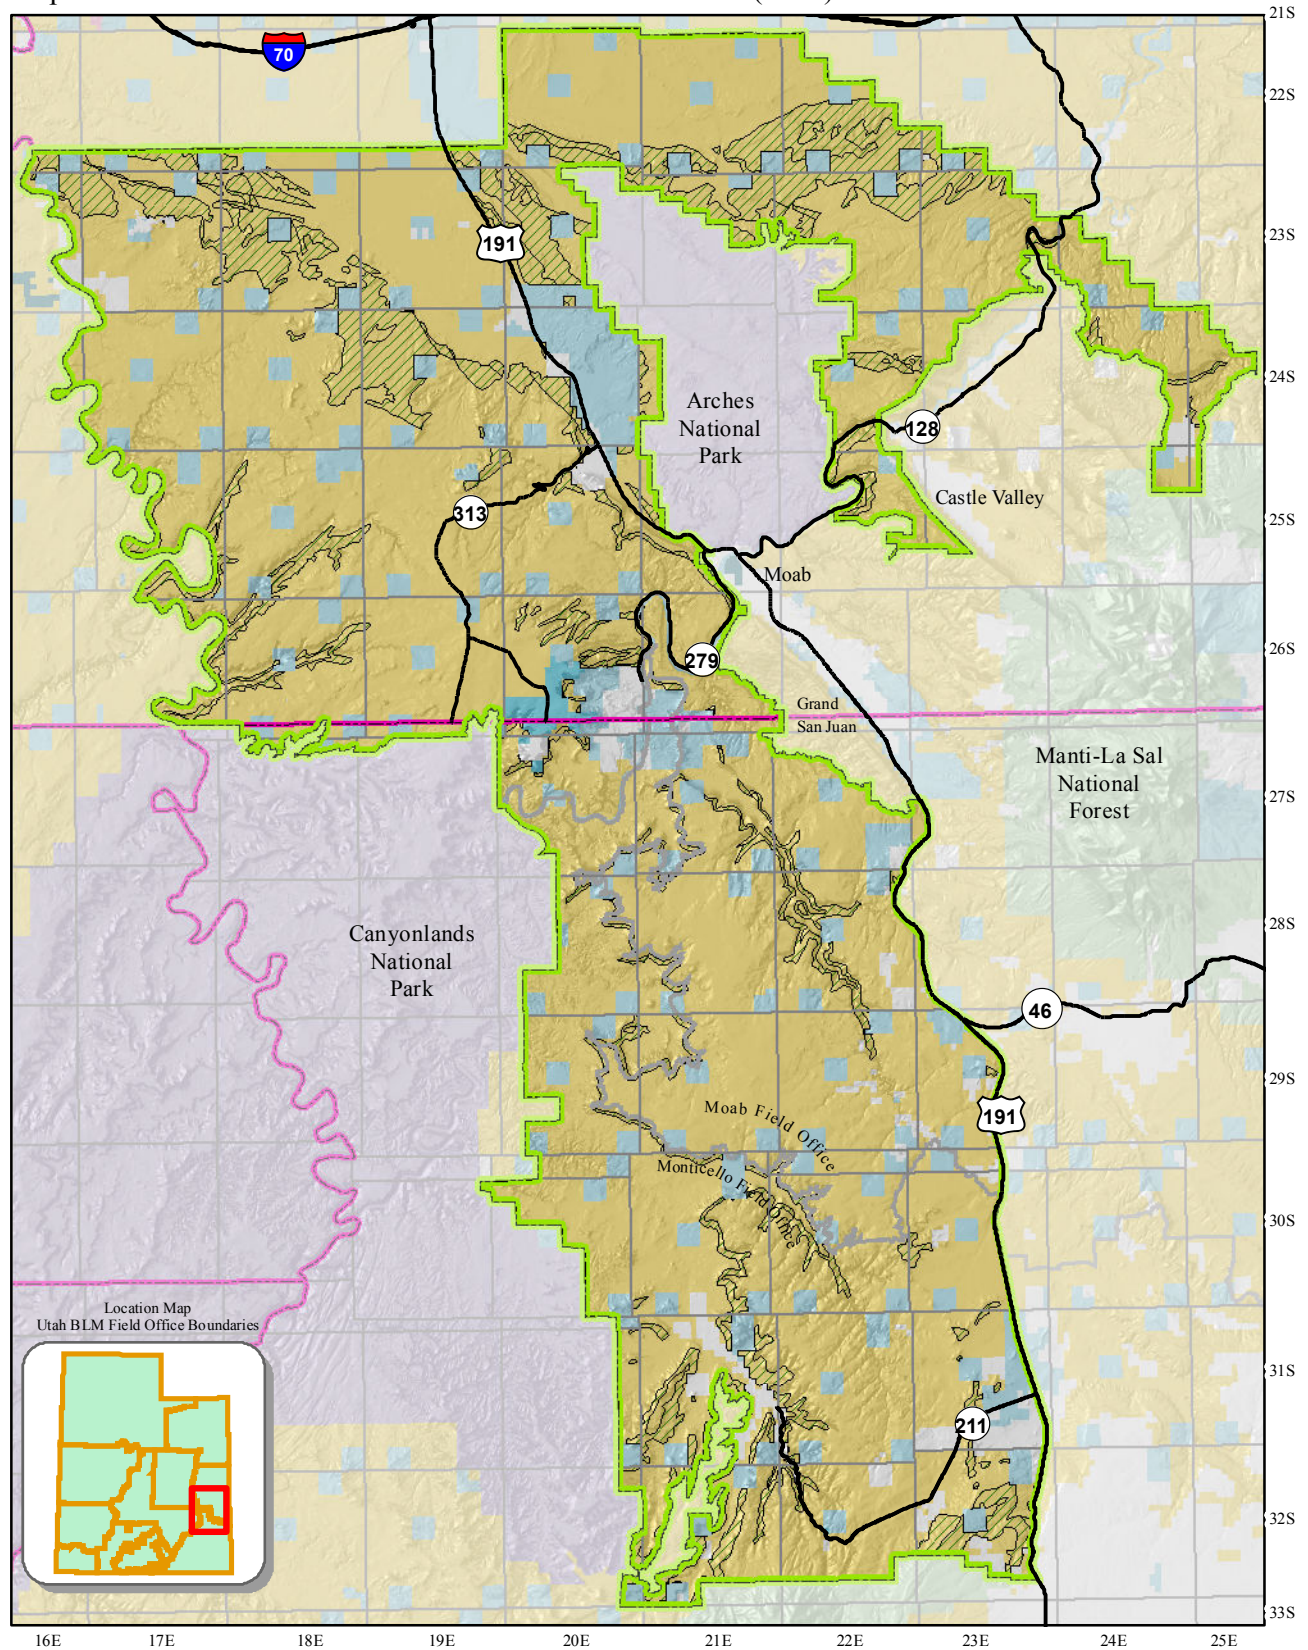 21S
70
22S
191
23S
24S
Arches
National
Park
128
Castle Valley
313
25S
Moab
279
26S
Grand
San Juan
Manti-La Sal
National
Forest
27S
Canyonlands
National
Park
28S
46
29S
Moab Field Office
191
Monticello Field Office
30S
Location Map
Utah BLM Field Office Boundaries
31S
211
32S
33S
16E 17E 18E 19E 20E 21E 22E 23E 24E 25E